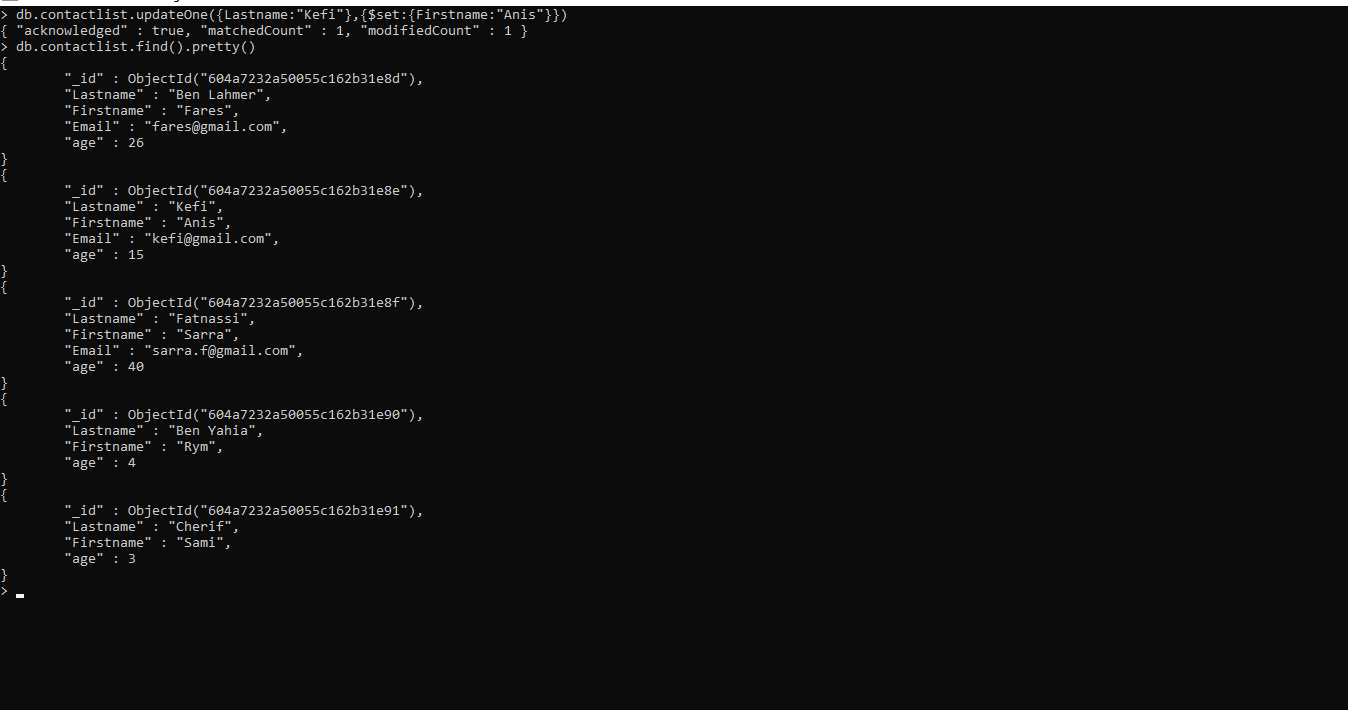 > db.contactlist.updateOne({Lastname:"Kefi"},{$set:{Firstname:"Anis"}})
{ "acknowledged" : true, "matchedCount" : 1, "modifiedCount" : 1 }
> db.contactlist.find().pretty()
{
        "_id" : ObjectId("604a7232a50055c162b31e8d"),
        "Lastname" : "Ben Lahmer",
        "Firstname" : "Fares",
        "Email" : "fares@gmail.com",
        "age" : 26
}
{
        "_id" : ObjectId("604a7232a50055c162b31e8e"),
        "Lastname" : "Kefi",
        "Firstname" : "Anis",
        "Email" : "kefi@gmail.com",
        "age" : 15
}
{
        "_id" : ObjectId("604a7232a50055c162b31e8f"),
        "Lastname" : "Fatnassi",
        "Firstname" : "Sarra",
        "Email" : "sarra.f@gmail.com",
        "age" : 40
}
{
        "_id" : ObjectId("604a7232a50055c162b31e90"),
        "Lastname" : "Ben Yahia",
        "Firstname" : "Rym",
        "age" : 4
}
{
        "_id" : ObjectId("604a7232a50055c162b31e91"),
        "Lastname" : "Cherif",
        "Firstname" : "Sami",
        "age" : 3
}
>